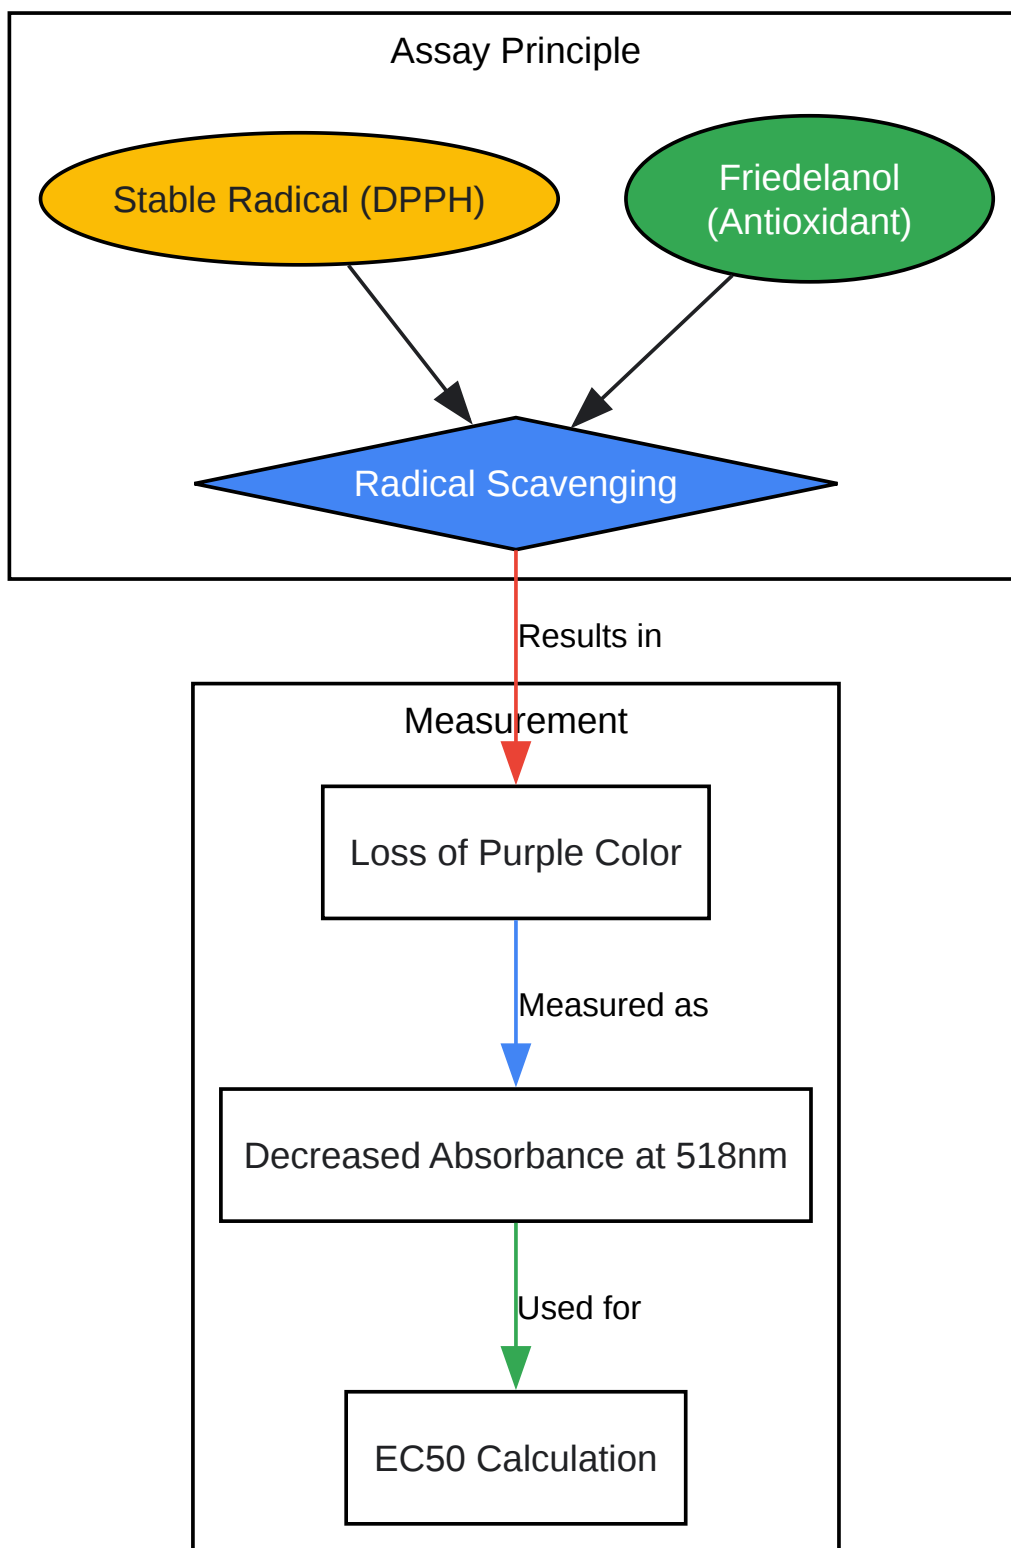 Assay Principle
Stable Radical (DPPH)
Friedelanol
(Antioxidant)
Radical Scavenging
Results in
Measurement
Loss of Purple Color
Measured as
Decreased Absorbance at 518nm
Used for
EC50 Calculation